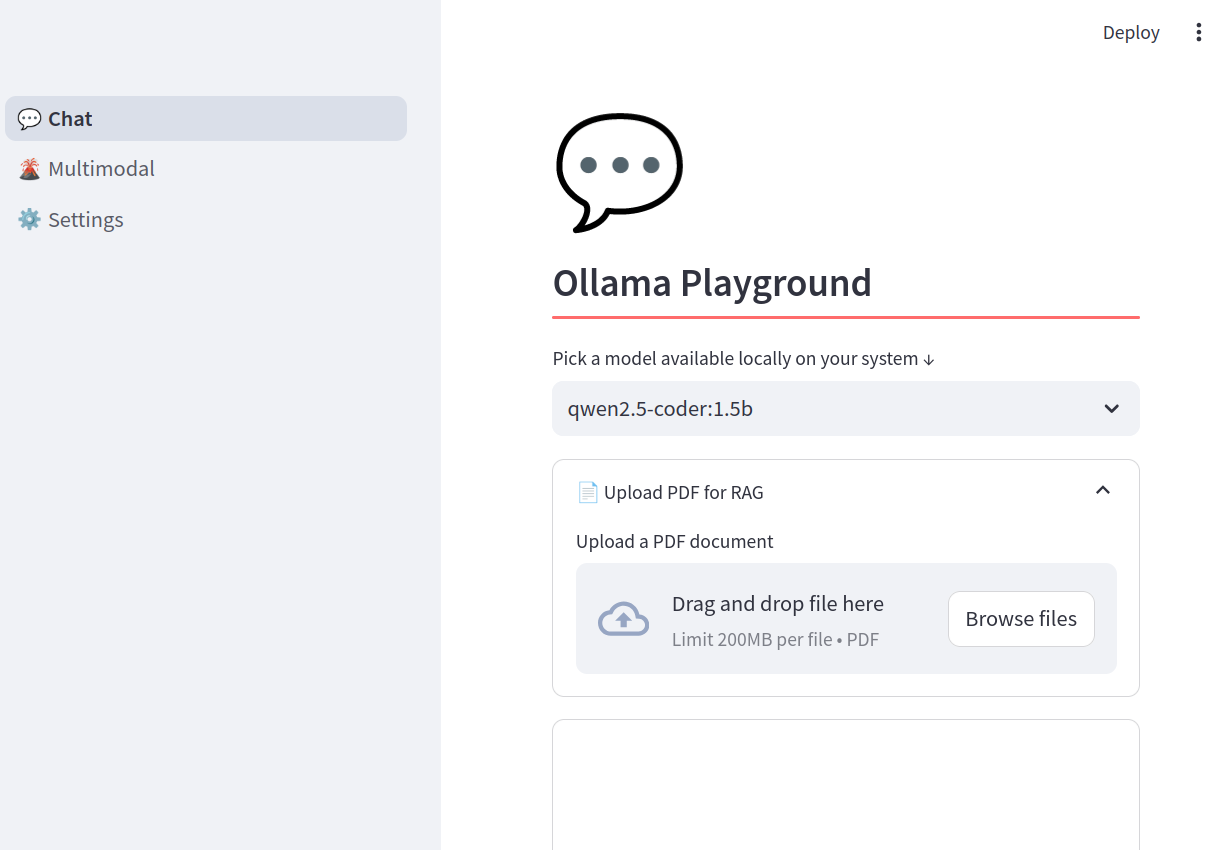 Deploy
💬 Chat
🌋 Multimodal
⚙️ Settings
Ollama Playground
Pick a model available locally on your system ↓
qwen2.5-coder:1.5b
📄 Upload PDF for RAG
Upload a PDF document
Drag and drop file here
Limit 200MB per file • PDF
Browse files